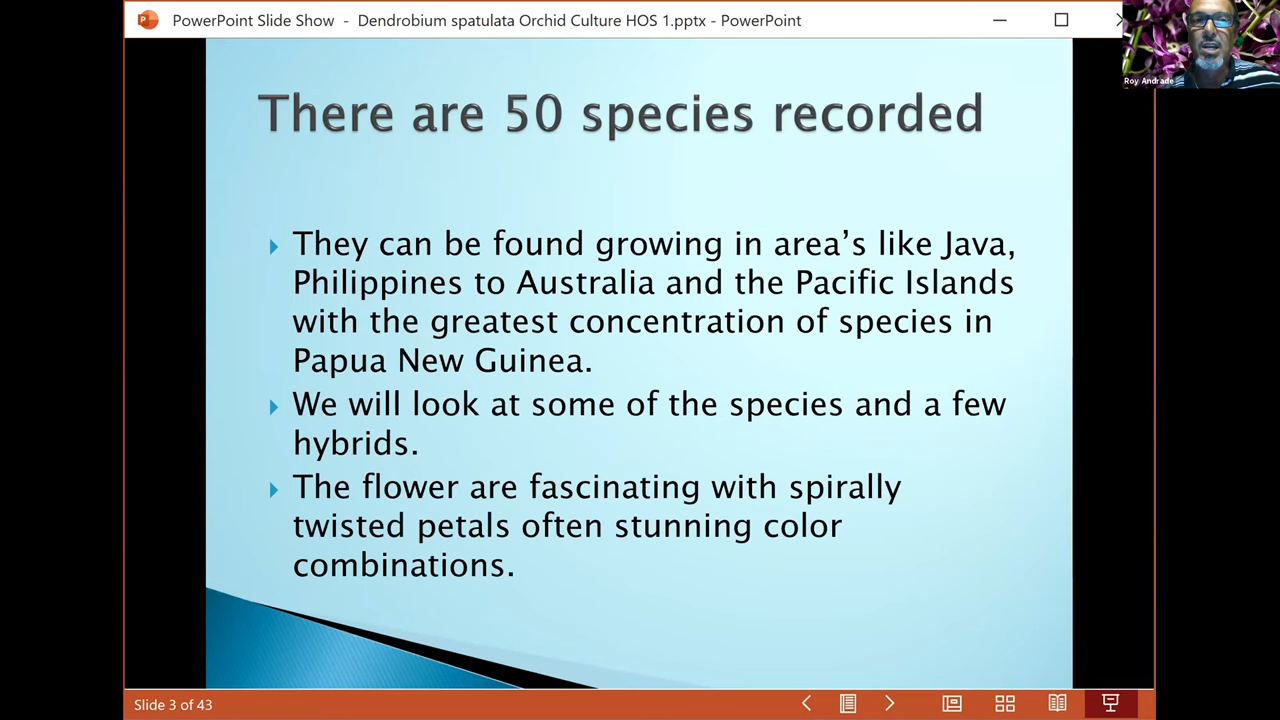 PowerPoint Slide Show - Dendrobium spatulata Orchid Culture HOS 1.pptx - PowerPoint
Roy Andrade
There are 50 species recorded
They can be found growing in area’s like Java,
Philippines to Australia and the Pacific Islands
with the greatest concentration of species in
Papua New Guinea.
We will look at some of the species and a few
hybrids.
The flower are fascinating with spirally
twisted petals often stunning color
combinations.
Slide 3 of 43